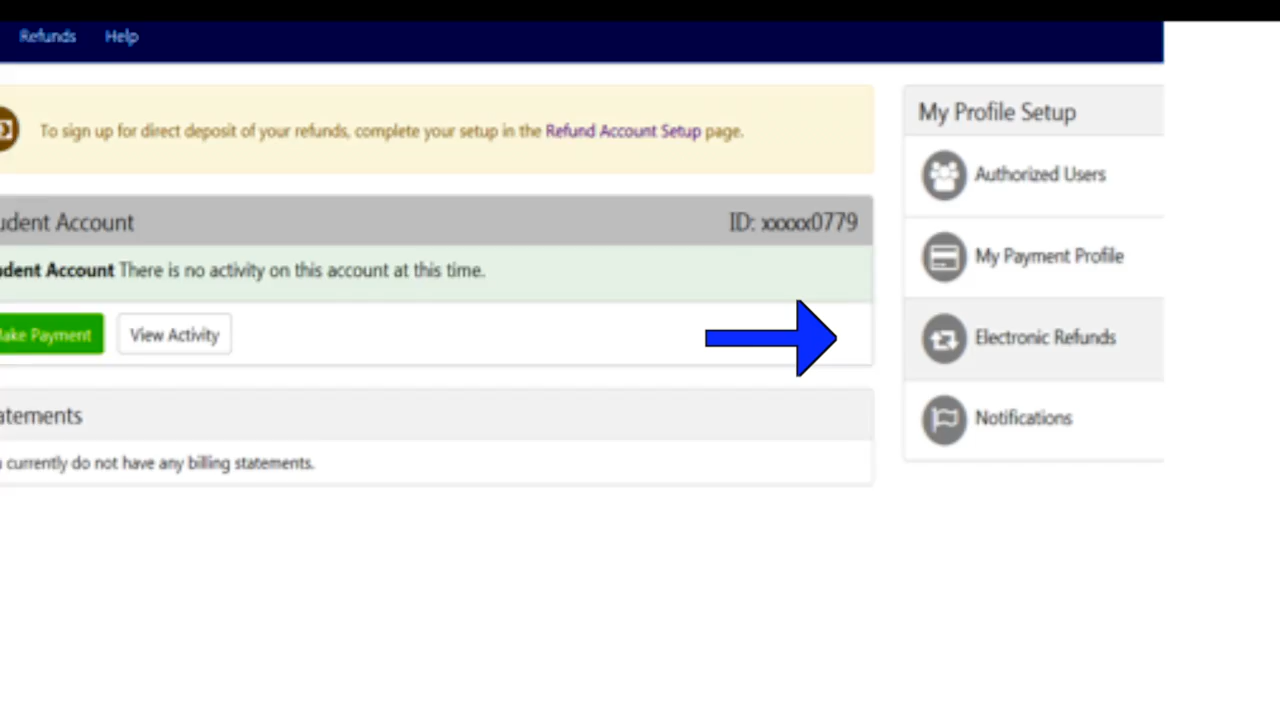 Refunds Help
To sign up for direct deposit of your refunds, complete your setup in the Refund Account Setup page.
My Profile Setup
Authorized Users
My Payment Profile
Electronic Refunds
Notifications
udent Account ID: xxxxx0779
dent Account There is no activity on this account at this time.
ake Payment View Activity
atements
currently do not have any billing statements.